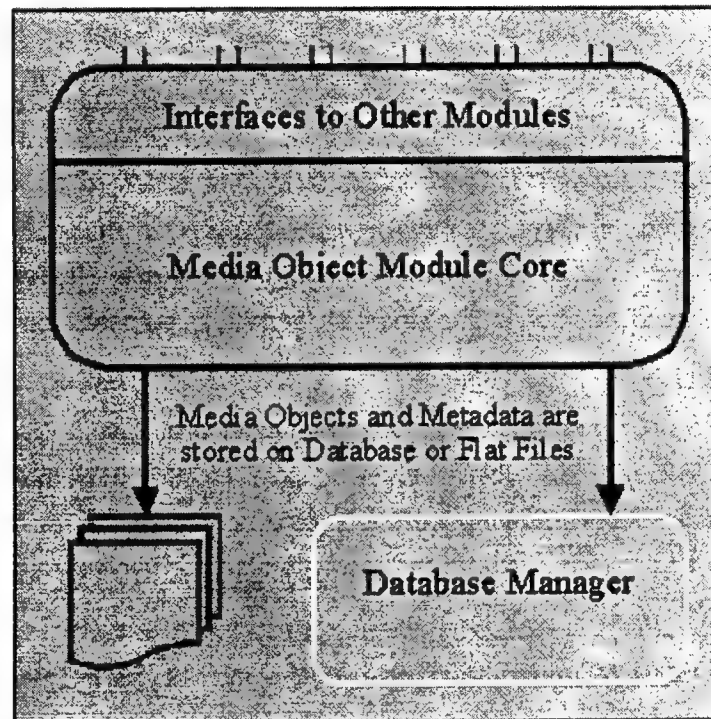 Interfaces to Other Modules
Media Object Module Core
Media Objects and Metadata are
stored on Database or Flat Files
Database Manager